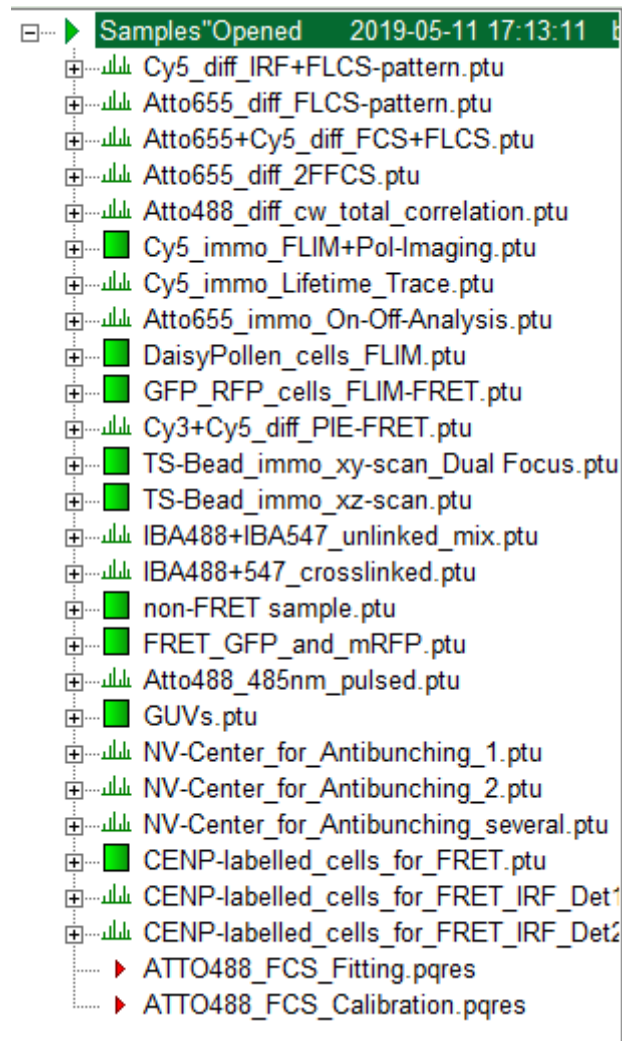 Samples"Opened 2019-05-11 17:13:11
Cy5_diff_IRF+FLCS-pattern.ptu
Atto655_diff_FLCS-pattern.ptu
Atto655+Cy5_diff_FCS+FLCS.ptu
Atto655_diff_2FFCS.ptu
Atto488_diff_cw_total_correlation.ptu
Cy5_immo_FLIM+Pol-Imaging.ptu
Cy5_immo_Lifetime_Trace.ptu
Atto655_immo_On-Off-Analysis.ptu
DaisyPollen_cells_FLIM.ptu
GFP_RFP_cells_FLIM-FRET.ptu
Cy3+Cy5_diff_PIE-FRET.ptu
TS-Bead_immo_xy-scan_Dual Focus.ptu
TS-Bead_immo_xz-scan.ptu
IBA488+IBA547_unlinked_mix.ptu
IBA488+547_crosslinked.ptu
non-FRET sample.ptu
FRET_GFP_and_mRFP.ptu
Atto488_485nm_pulsed.ptu
GUVs.ptu
NV-Center_for_Antibunching_1.ptu
NV-Center_for_Antibunching_2.ptu
NV-Center_for_Antibunching_several.ptu
CENP-labelled_cells_for_FRET.ptu
CENP-labelled_cells_for_FRET_IRF_Det1
CENP-labelled_cells_for_FRET_IRF_Det2
ATTO488_FCS_Fitting.pqres
ATTO488_FCS_Calibration.pqres